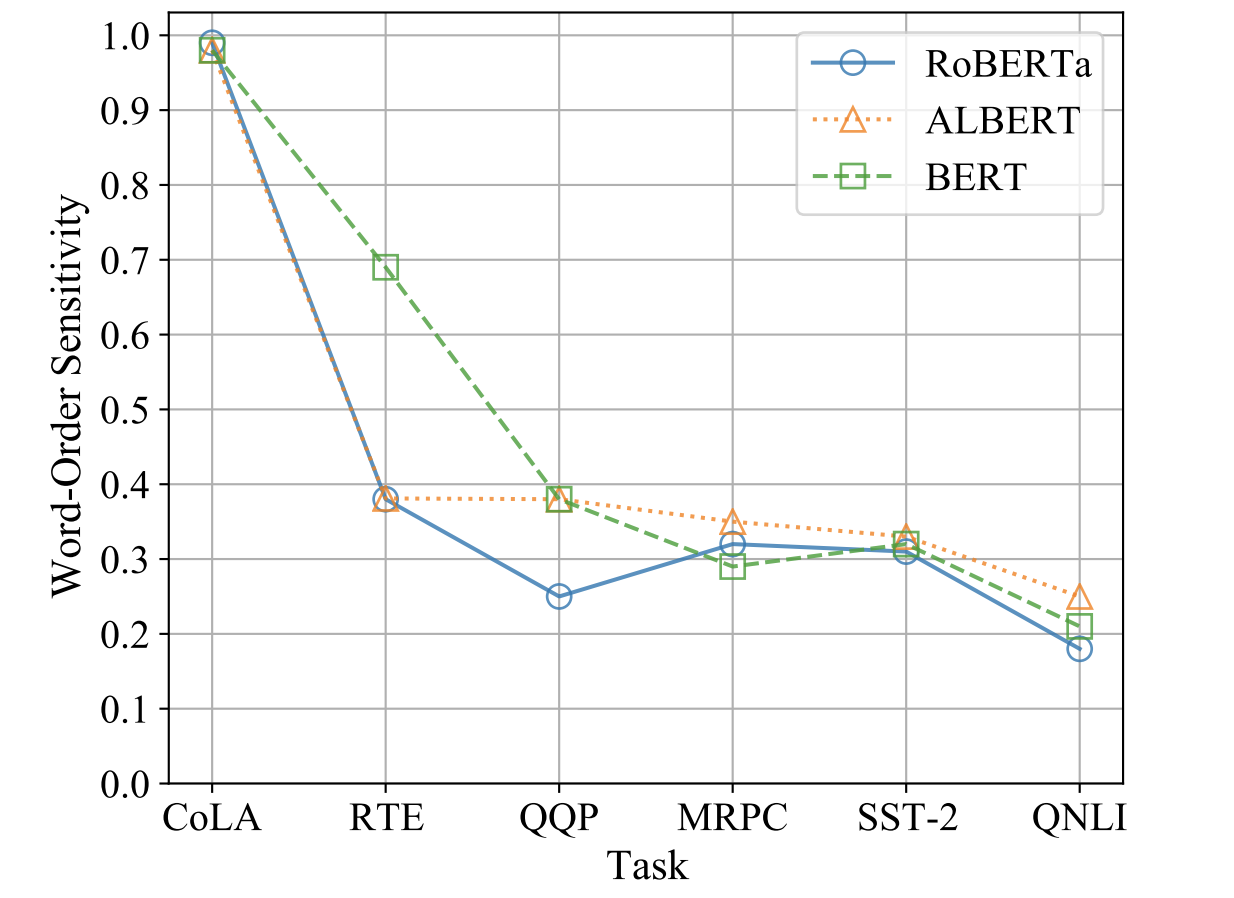 RoBERTa
ALBERT
BERT
Word-Order Sensitivity
1.0
0.9
0.8
0.7
0.6
0.5
0.4
0.3
0.2
0.1
0.0
CoLA RTE QQP MRPC SST-2 QNLI
Task